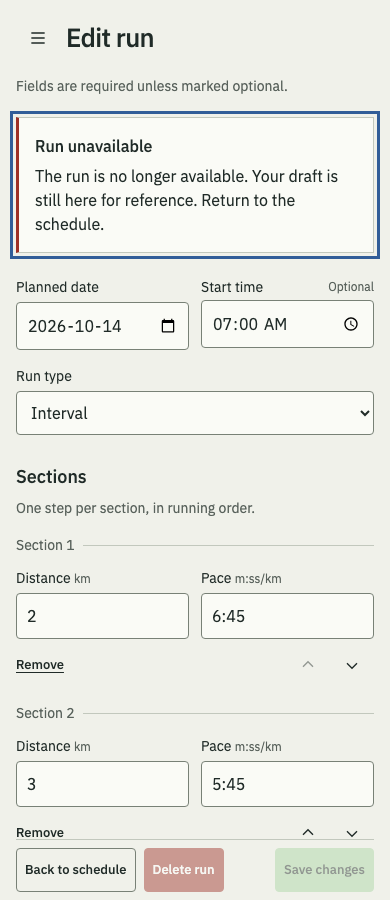 Edit run
Fields are required unless marked optional.
Run unavailable
The run is no longer available. Your draft is
still here for reference. Return to the
schedule.
Planned date
Start time Optional
2026-10-14
07:00 AM
Run type
Interval
Sections
One step per section, in running order.
Section 1
Distance km
Pace m:ss/km
2
6:45
Remove
Section 2
Distance km
Pace m:ss/km
3
5:45
Remove
Back to schedule
Delete run
Save changes